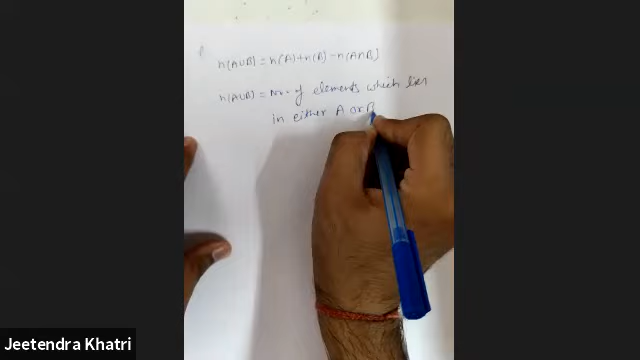 n(A∪B) = n(A)+n(B) - n(A∩B)
n(A∪B) = No. of elements which lies
in either A or B
Jeetendra Khatri